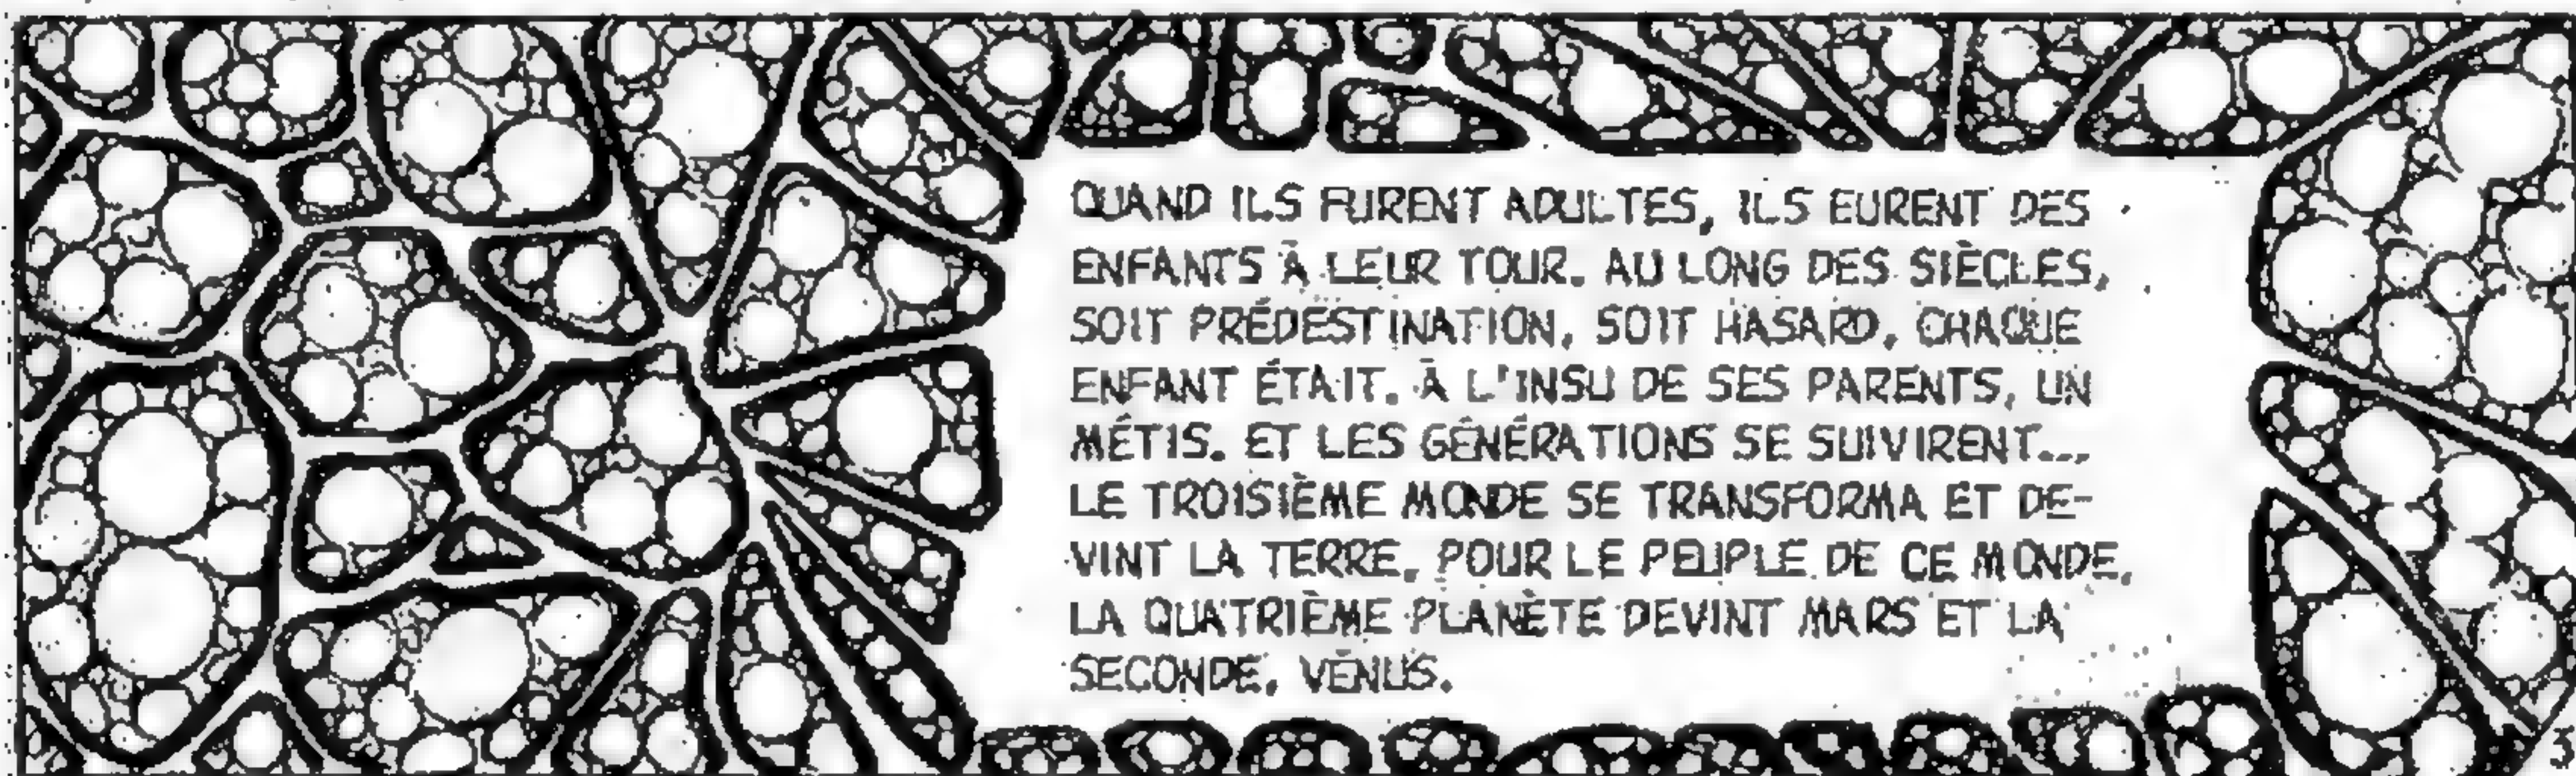 QUAND ILS FURENT ADULTES, ILS EURENT DES
ENFANTS À LEUR TOUR. AU LONG DES SIÈCLES,
SOIT PRÉDESTINATION, SOIT HASARD, CHAQUE
ENFANT ÉTAIT, À L'INSU DE SES PARENTS, UN
MÉTIS. ET LES GÉNÉRATIONS SE SUIVIRENT...
LE TROISIÈME MONDE SE TRANSFORMA ET DE-
VINT LA TERRE. POUR LE PEUPLE DE CE MONDE,
LA QUATRIÈME PLANÈTE DEVINT MARS ET LA
SECONDE, VÉNUS.
3